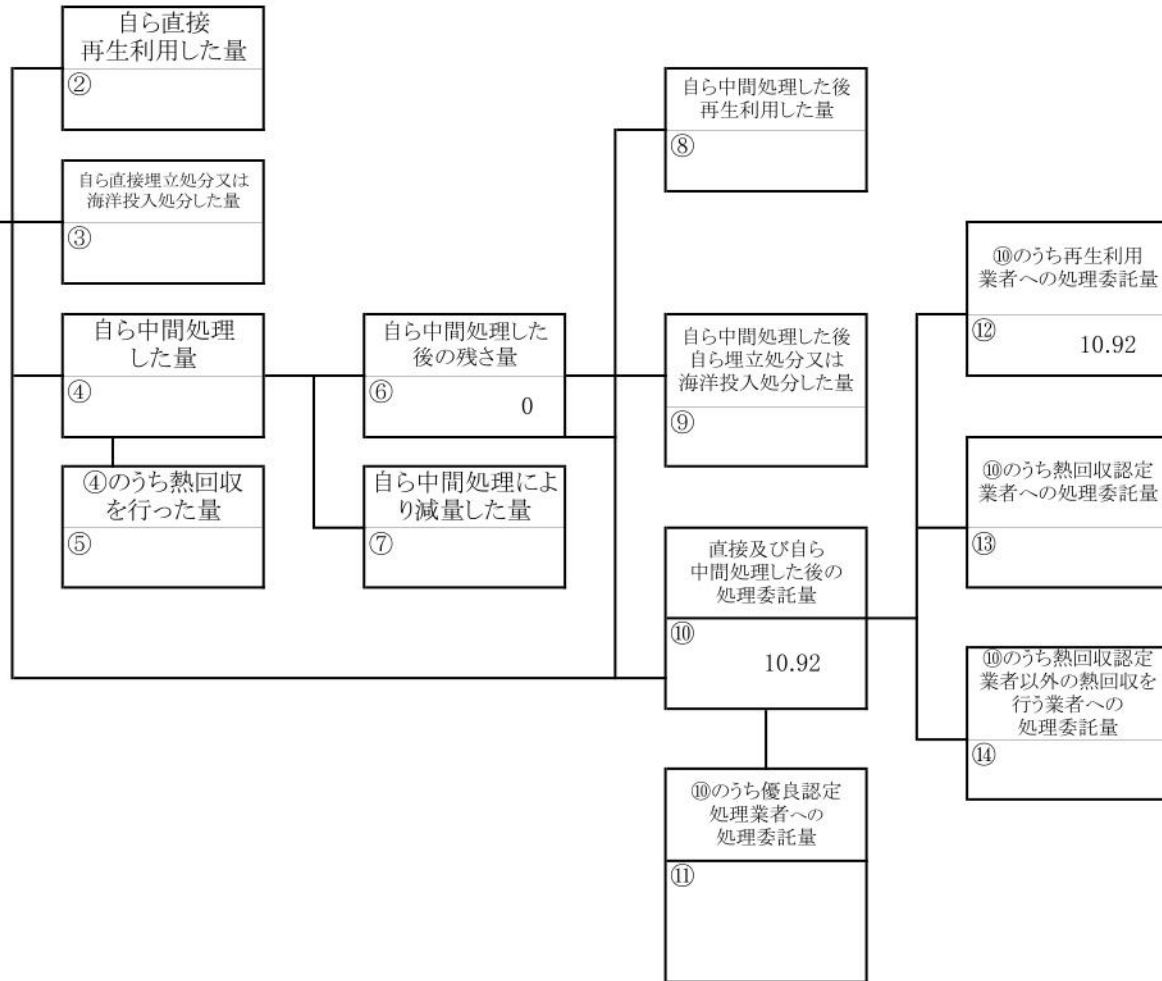 自ら直接
再生利用した量
②
自ら直接埋立処分又は
海洋投入処分した量
③
自ら中間処理
した量
④
④のうち熱回収
を行った量
⑤
自ら中間処理した
後の残さ量
⑥
0
自ら中間処理によ
り減量した量
⑦
自ら中間処理した後
再生利用した量
⑧
自ら中間処理した後
自ら埋立処分又は
海洋投入処分した量
⑨
直接及び自ら
中間処理した後の
処理委託量
⑩
10.92
⑩のうち優良認定
処理業者への
処理委託量
⑪
⑩のうち再生利用
業者への処理委託量
⑫
10.92
⑩のうち熱回収認定
業者への処理委託量
⑬
⑩のうち熱回収認定
業者以外の熱回収を
行う業者への
処理委託量
⑭